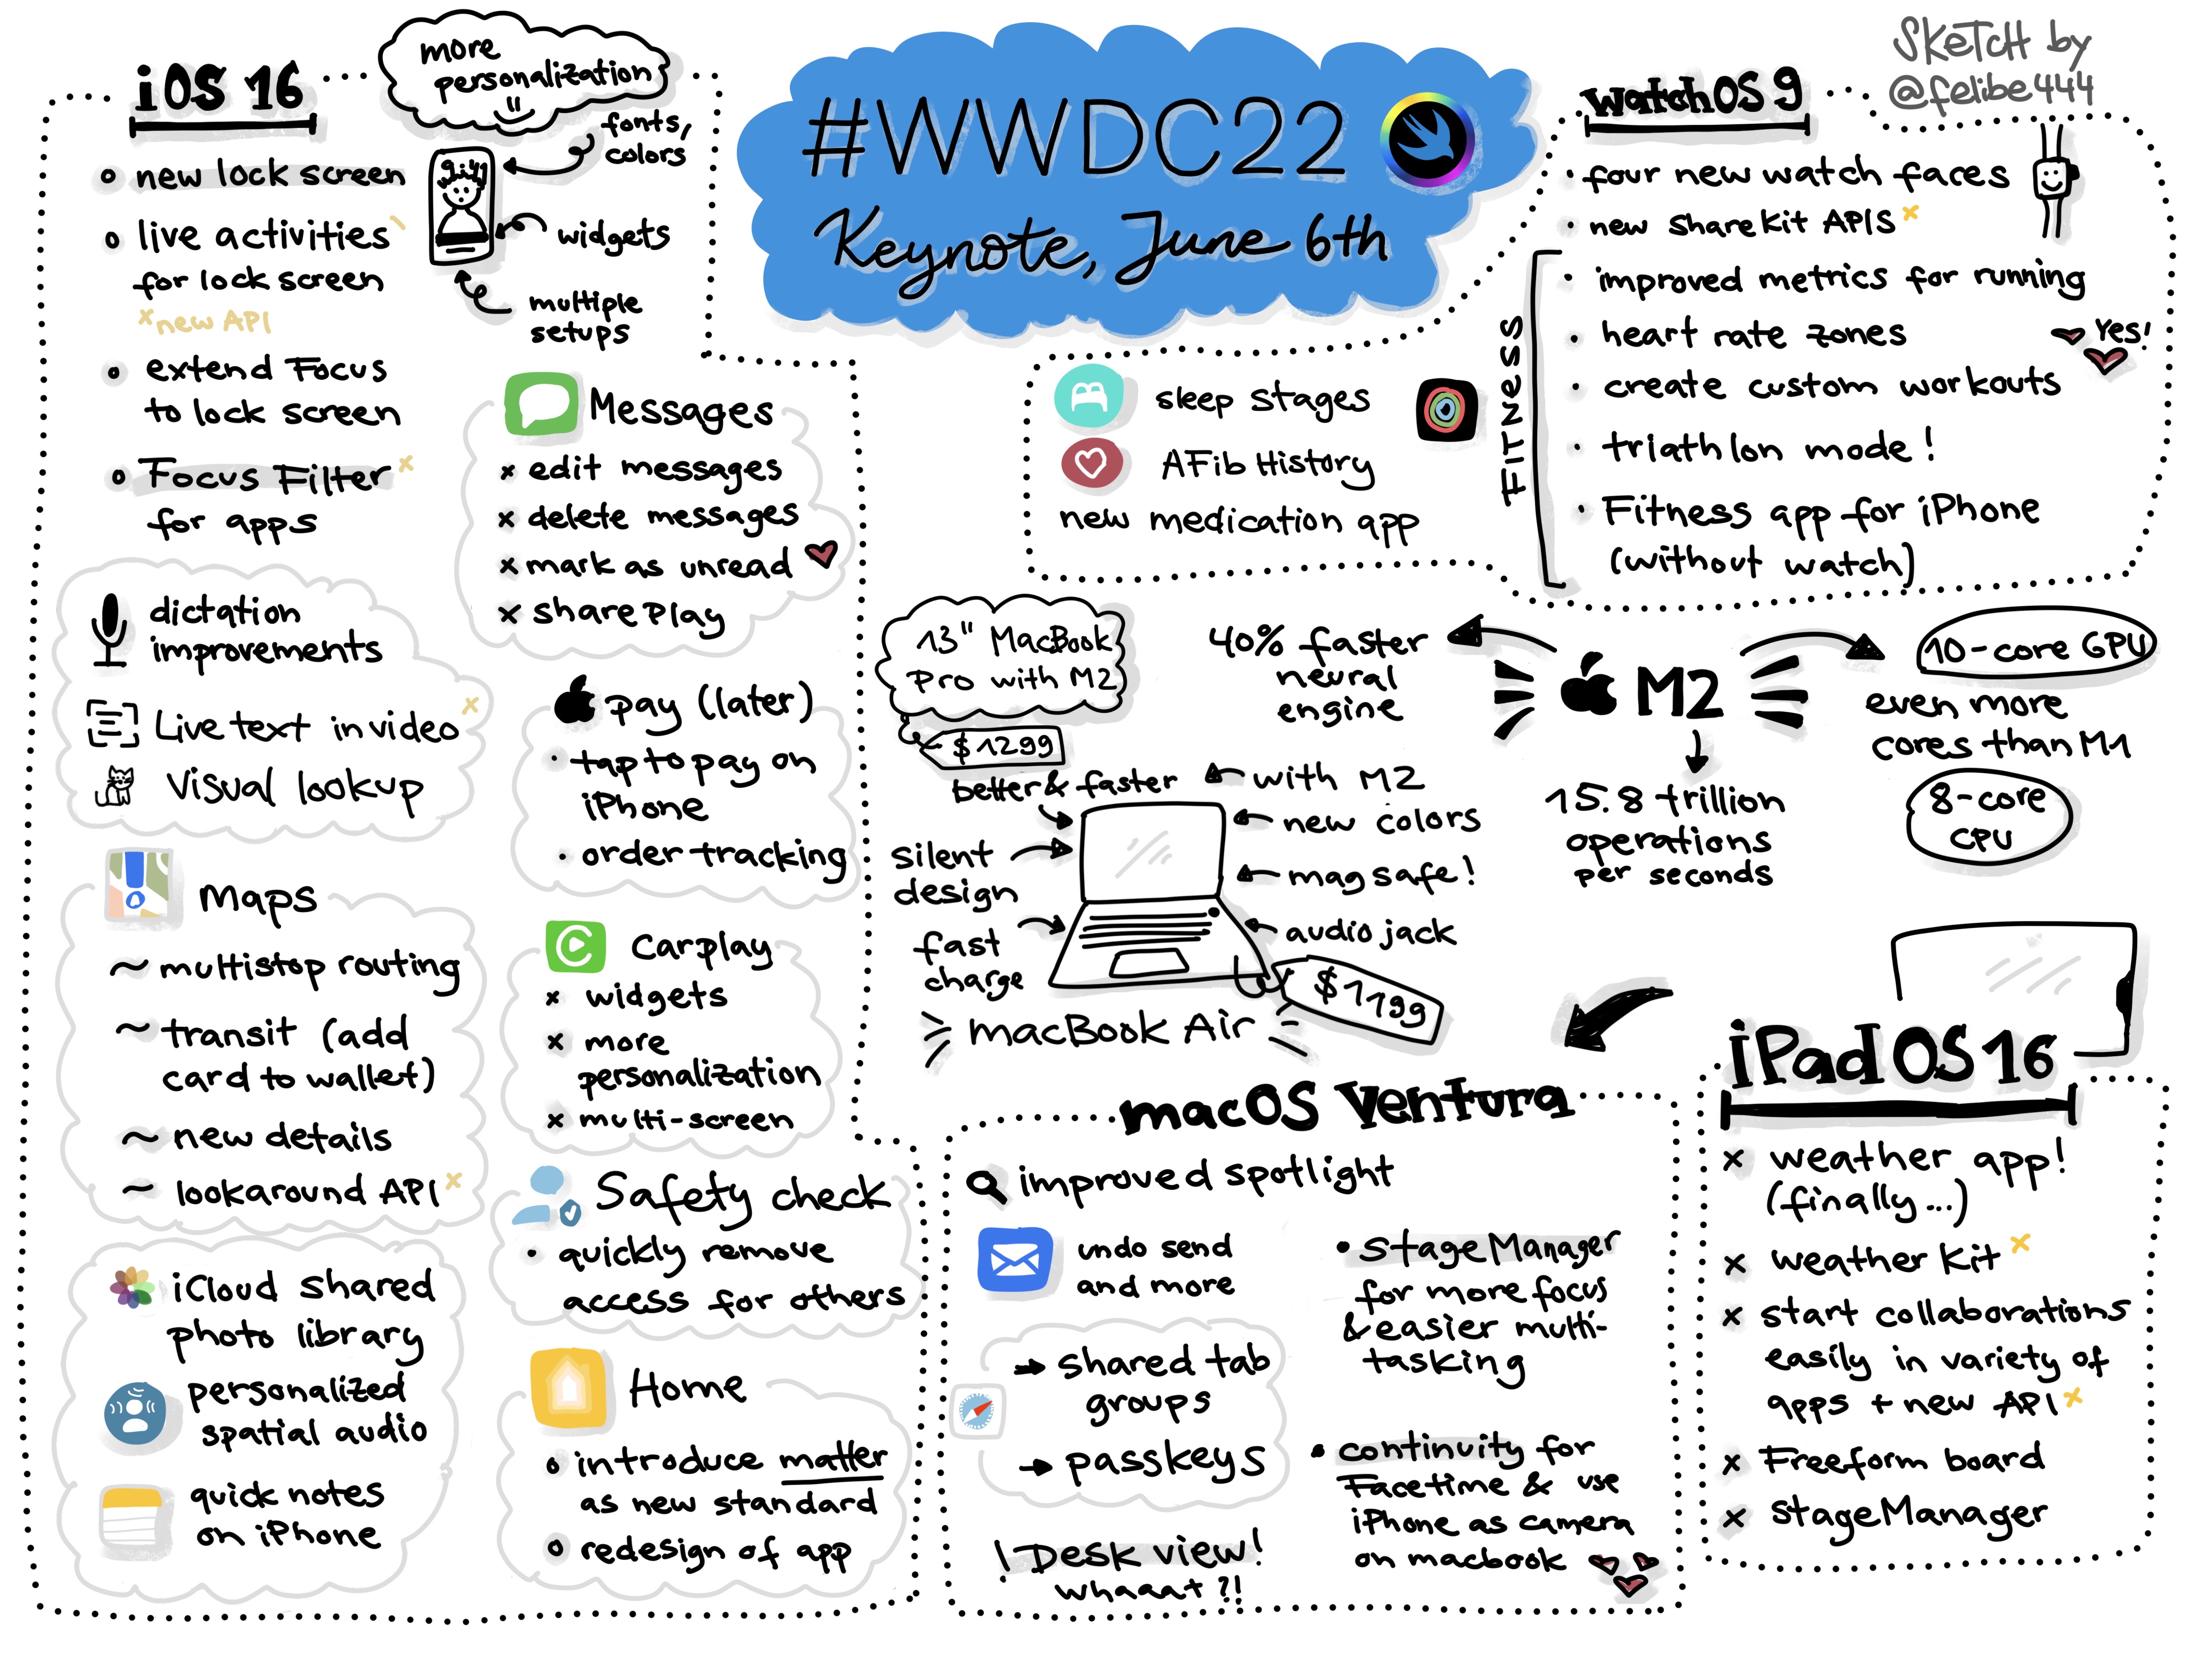 #WWDC22
Keynote, June 6th
Sketch by
@felibe444
iOS 16
more
personalization
fonts,
colors
9:41
widgets
multiple
setups
new lock screen
live activities
for lock screen
x new API
extend Focus
to lock screen
Focus Filter x
for apps
dictation
improvements
Live text in video x
Visual lookup
Maps
~ multistop routing
~ transit (add
card to wallet)
~ new details
~ lookaround API x
iCloud shared
photo library
personalized
spatial audio
quick notes
on iPhone
Messages
x edit messages
x delete messages
x mark as unread
x shareplay
pay (later)
· tap to pay on
iPhone
· order tracking
Carplay
x widgets
x more
personalization
x multi-screen
Safety check
· quickly remove
access for others
Home
introduce matter
as new standard
redesign of app
watchOS 9
· four new watch faces
· new ShareKit APIS x
FITNESS
· improved metrics for running
· heart rate zones
Yes!
· create custom workouts
· triathlon mode!
· Fitness app for iPhone
(without watch)
sleep stages
AFib History
new medication app
M2
40% faster
neural
engine
10-core GPU
even more
cores than M1
8-core
CPU
15.8 trillion
operations
per seconds
13" MacBook
Pro with M2
$1299
better & faster
with M2
new colors
silent
design
magsafe!
fast
charge
audio jack
$1199
macBook Air
macOS Ventura
improved spotlight
undo send
and more
→ shared tab
groups
→ passkeys
! Desk view!
whaaat ?!
• StageManager
for more focus
& easier multi-
tasking
• continuity for
Facetime & use
iPhone as camera
on macbook
iPadOS 16
x weather app!
(finally...)
x weather Kit x
x start collaborations
easily in variety of
apps + new API x
x Freeform board
x stageManager